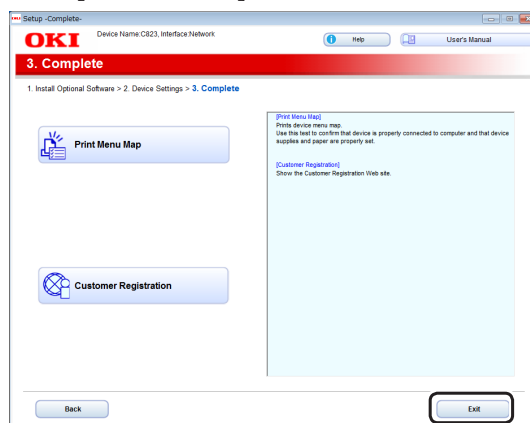 Setup -Complete-
OKI
Device Name:C823, Interface:Network
Help
User's Manual
3. Complete
1. Install Optional Software > 2. Device Settings > 3. Complete
Print Menu Map
[Print Menu Map]
Prints device menu map.
Use this test to confirm that device is properly connected to computer and that device
supplies and paper are properly set.
[Customer Registration]
Show the Customer Registration Web site.
Customer Registration
Back
Exit